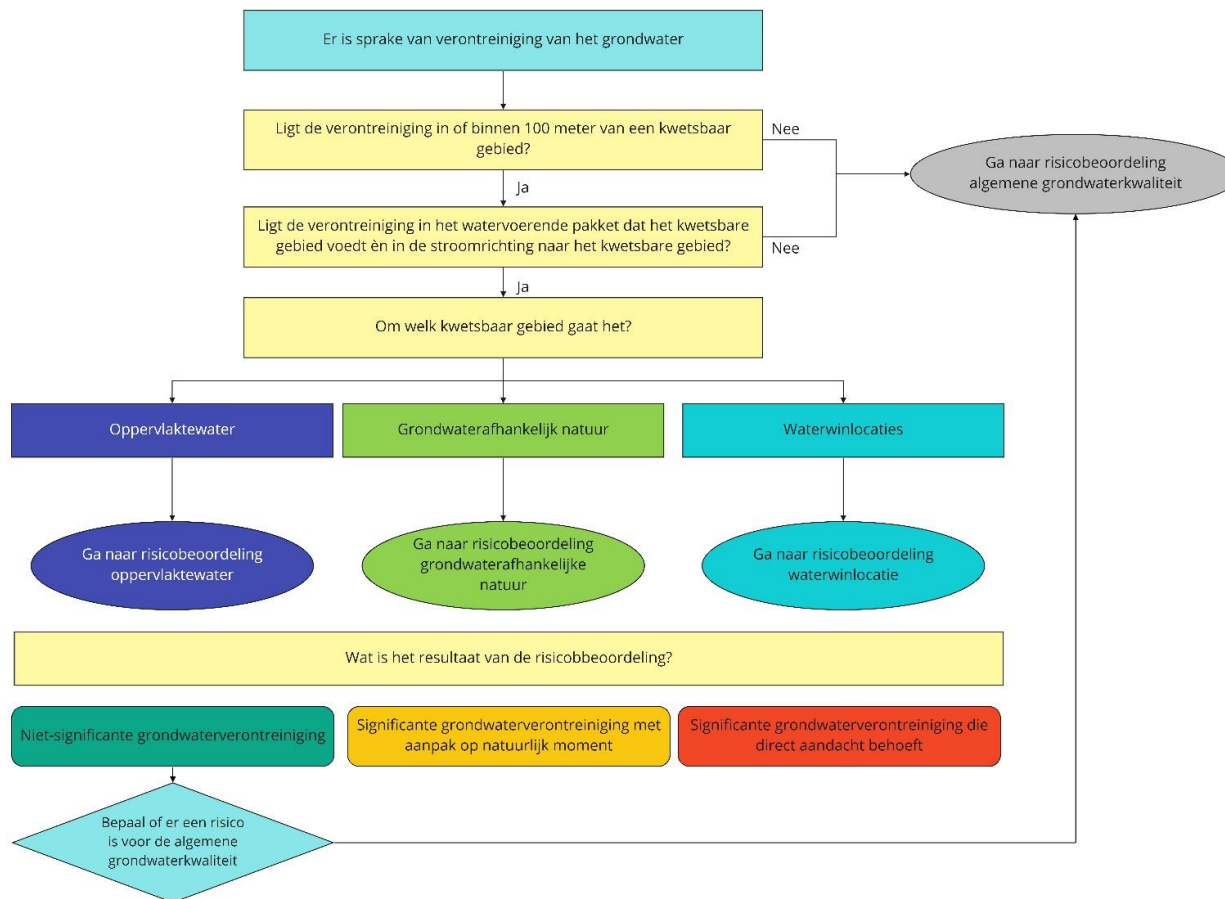 Er is sprake van verontreiniging van het grondwater
Ligt de verontreiniging in of binnen 100 meter van een kwetsbaar
gebied?
Nee
Ga naar risicobeoordeling
algemene grondwaterkwaliteit
Ja
Ligt de verontreiniging in het watervoerende pakket dat het kwetsbare
gebied voedt èn in de stroomrichting naar het kwetsbare gebied?
Nee
Ja
Om welk kwetsbaar gebied gaat het?
Oppervlaktewater
Grondwaterafhankelijk natuur
Waterwinlocaties
Ga naar risicobeoordeling
oppervlaktewater
Ga naar risicobeoordeling
grondwaterafhankelijke
natuur
Ga naar risicobeoordeling
waterwinlocatie
Wat is het resultaat van de risicobbeoordeling?
Niet-significante grondwaterverontreiniging
Significante grondwaterverontreiniging met
aanpak op natuurlijk moment
Significante grondwaterverontreiniging die
direct aandacht behoeft
Bepaal of er een risico
is voor de algemene
grondwaterkwaliteit